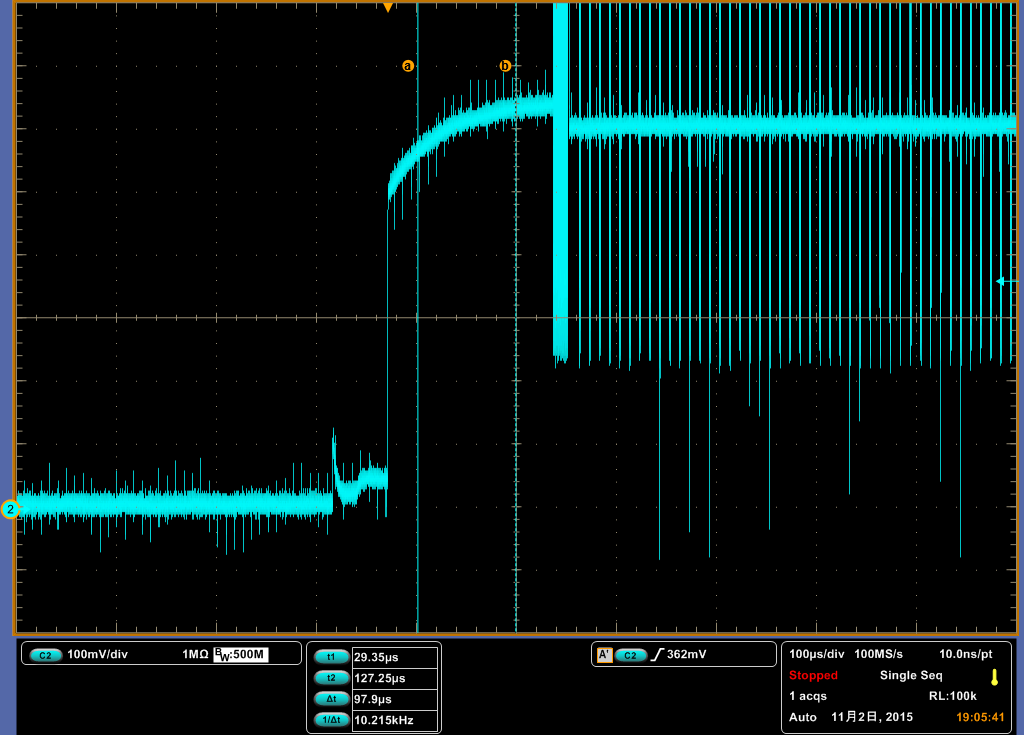 a b
2
C2 100mV/div 1MΩ BW:500M
t1 29.35µs
t2 127.25µs
Δt 97.9µs
1/Δt 10.215kHz
A' C2 362mV
100µs/div 100MS/s 10.0ns/pt
Stopped Single Seq
1 acqs RL:100k
Auto 11月2日, 2015 19:05:41